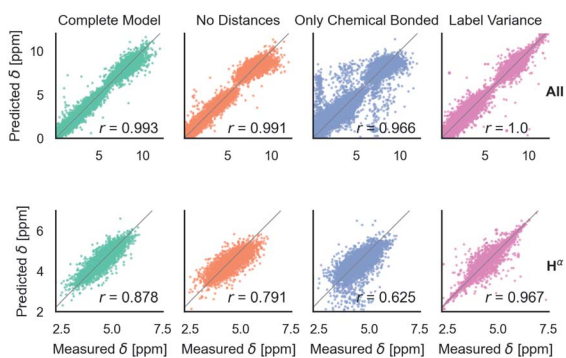 Complete Model No Distances Only Chemical Bonded Label Variance
Predicted δ [ppm]
10
5
0
r = 0.993 r = 0.991 r = 0.966 r = 1.0
All
5 10 5 10 5 10 5 10
Predicted δ [ppm]
6
4
2
r = 0.878 r = 0.791 r = 0.625 r = 0.967
Hα
2.5 5.0 7.5 2.5 5.0 7.5 2.5 5.0 7.5 2.5 5.0 7.5
Measured δ [ppm] Measured δ [ppm] Measured δ [ppm] Measured δ [ppm]